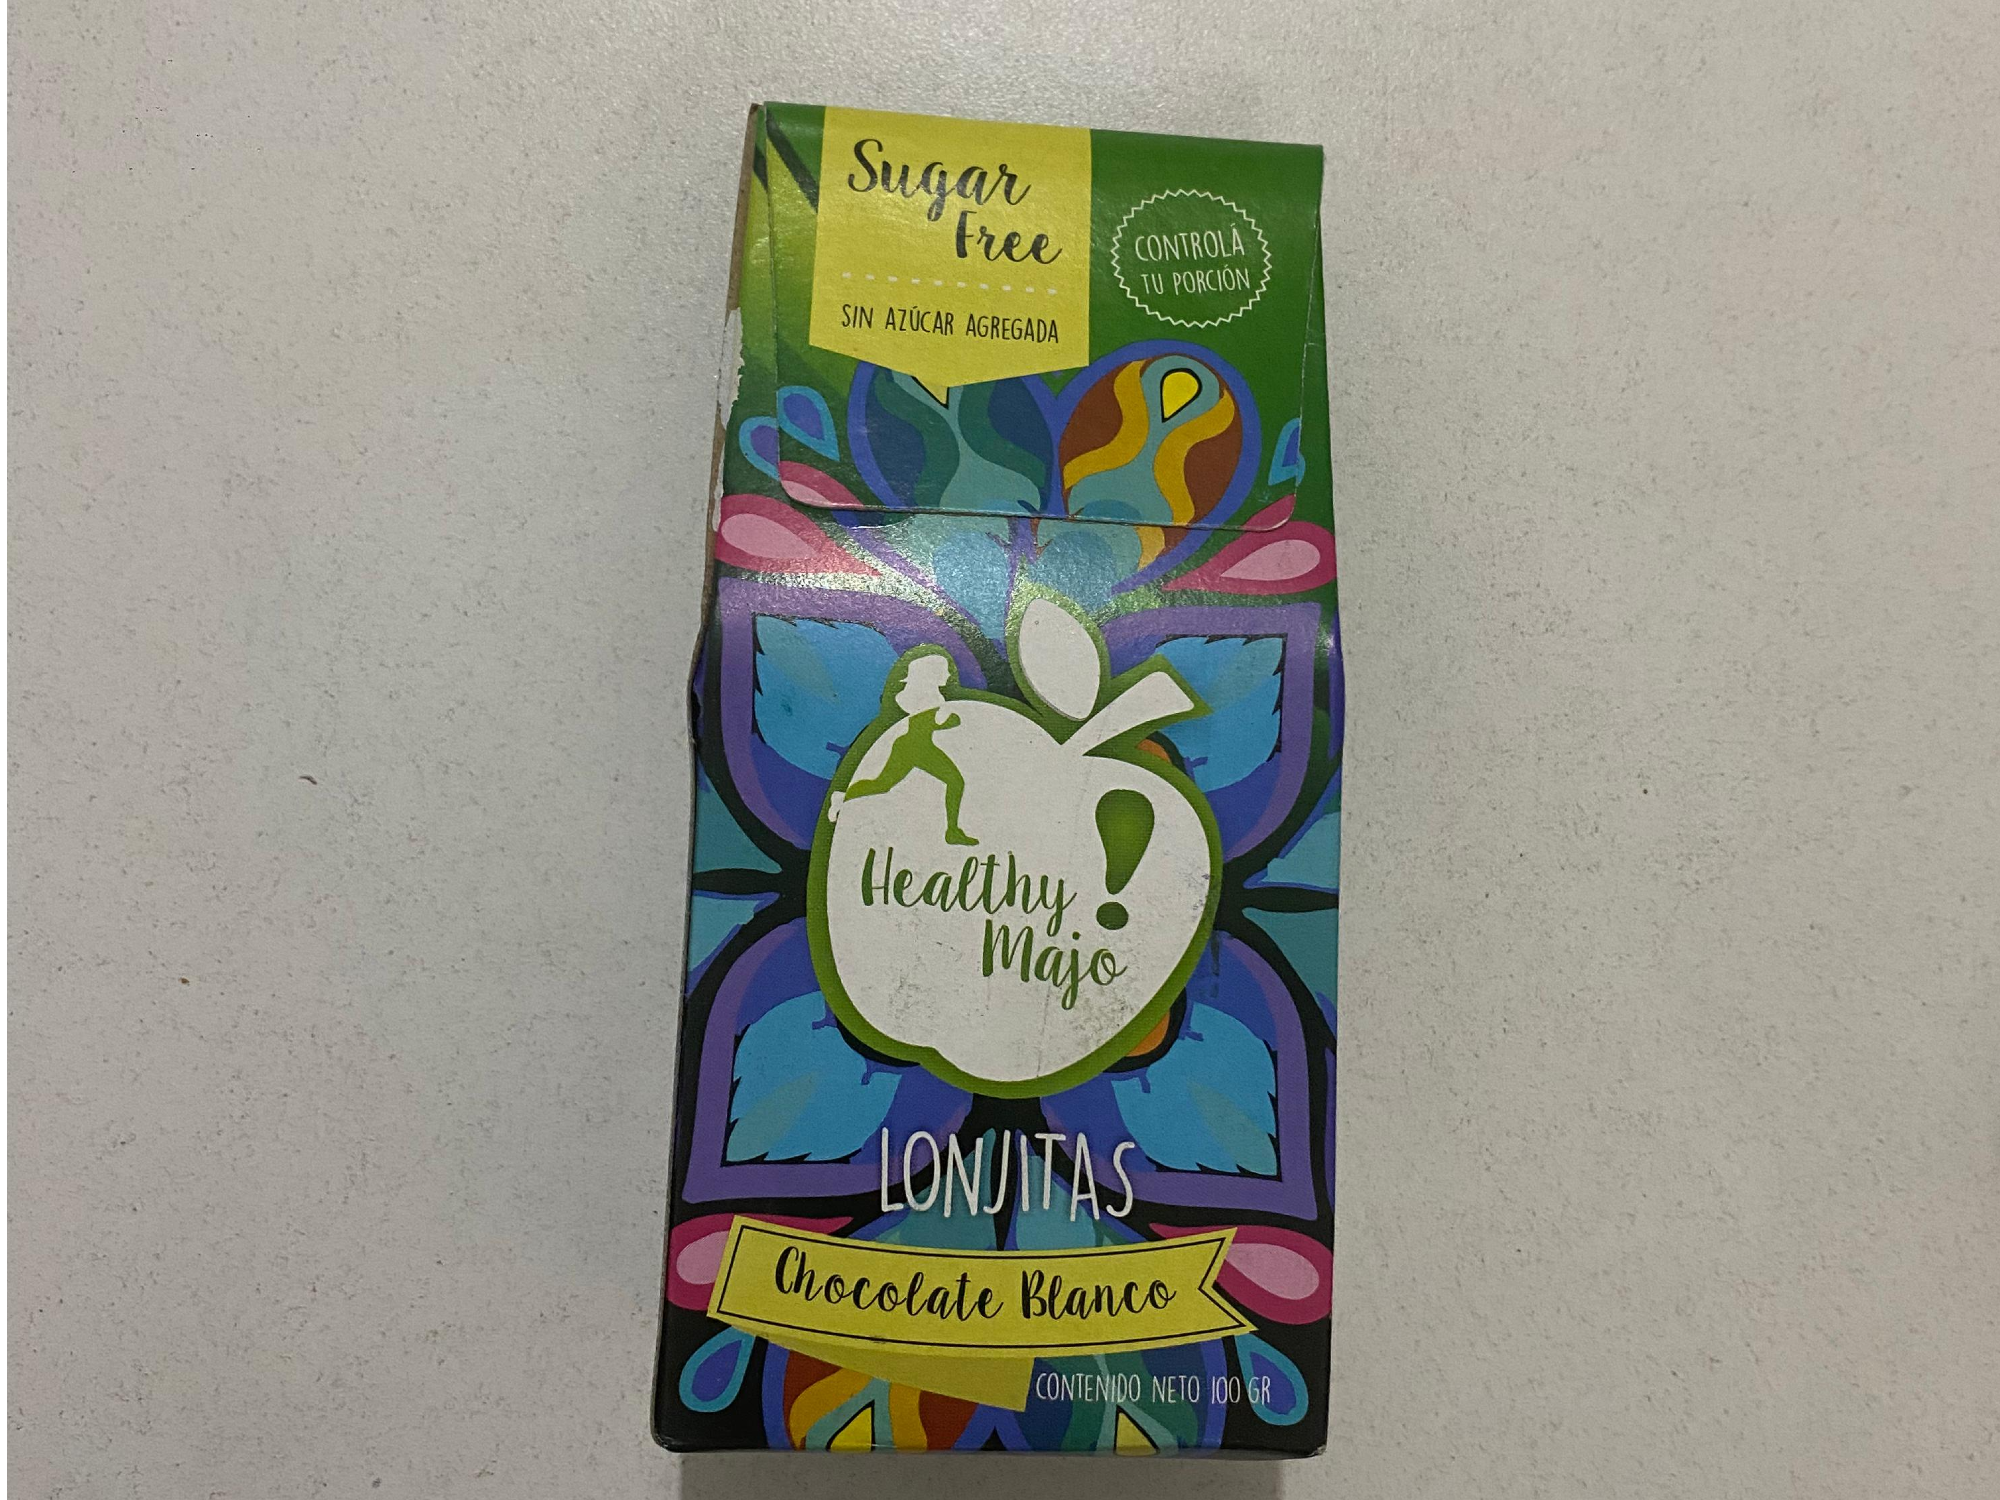 Sugar
Free
SIN AZÚCAR AGREGADA
CONTROLÁ
TU PORCIÓN
Healthy
Majo!
LONJITAS
Chocolate Blanco
CONTENIDO NETO 100 GR